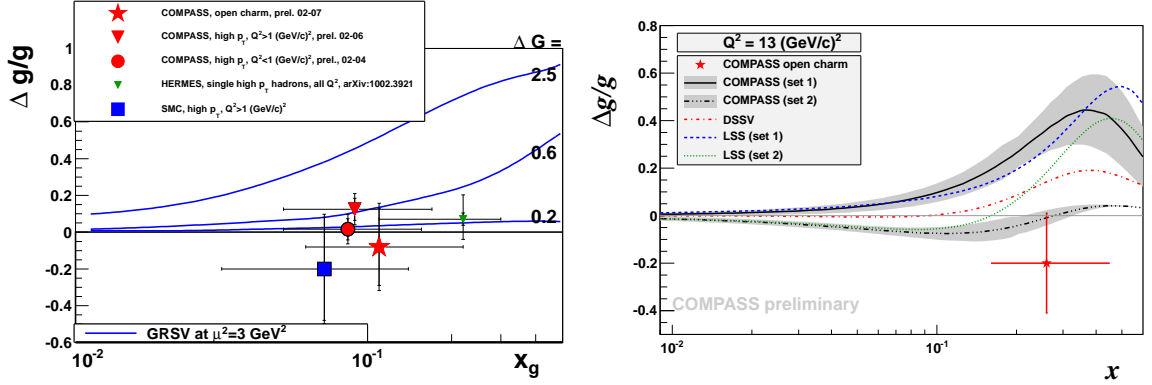 COMPASS, open charm, prel. 02-07
COMPASS, high p_T, Q²>1 (GeV/c)², prel. 02-06
COMPASS, high p_T, Q²<1 (GeV/c)², prel., 02-04
HERMES, single high p_T hadrons, all Q², arXiv:1002.3921
SMC, high p_T, Q²>1 (GeV/c)²
Δ g/g
1
0.8
0.6
0.4
0.2
0
-0.2
-0.4
-0.6
Δ G =
2.5
0.6
0.2
GRSV at μ²=3 GeV²
10⁻²
10⁻¹
x_g
Δg/g
0.8
0.6
0.4
0.2
0
-0.2
-0.4
Q² = 13 (GeV/c)²
COMPASS open charm
COMPASS (set 1)
COMPASS (set 2)
DSSV
LSS (set 1)
LSS (set 2)
COMPASS preliminary
10⁻²
10⁻¹
x